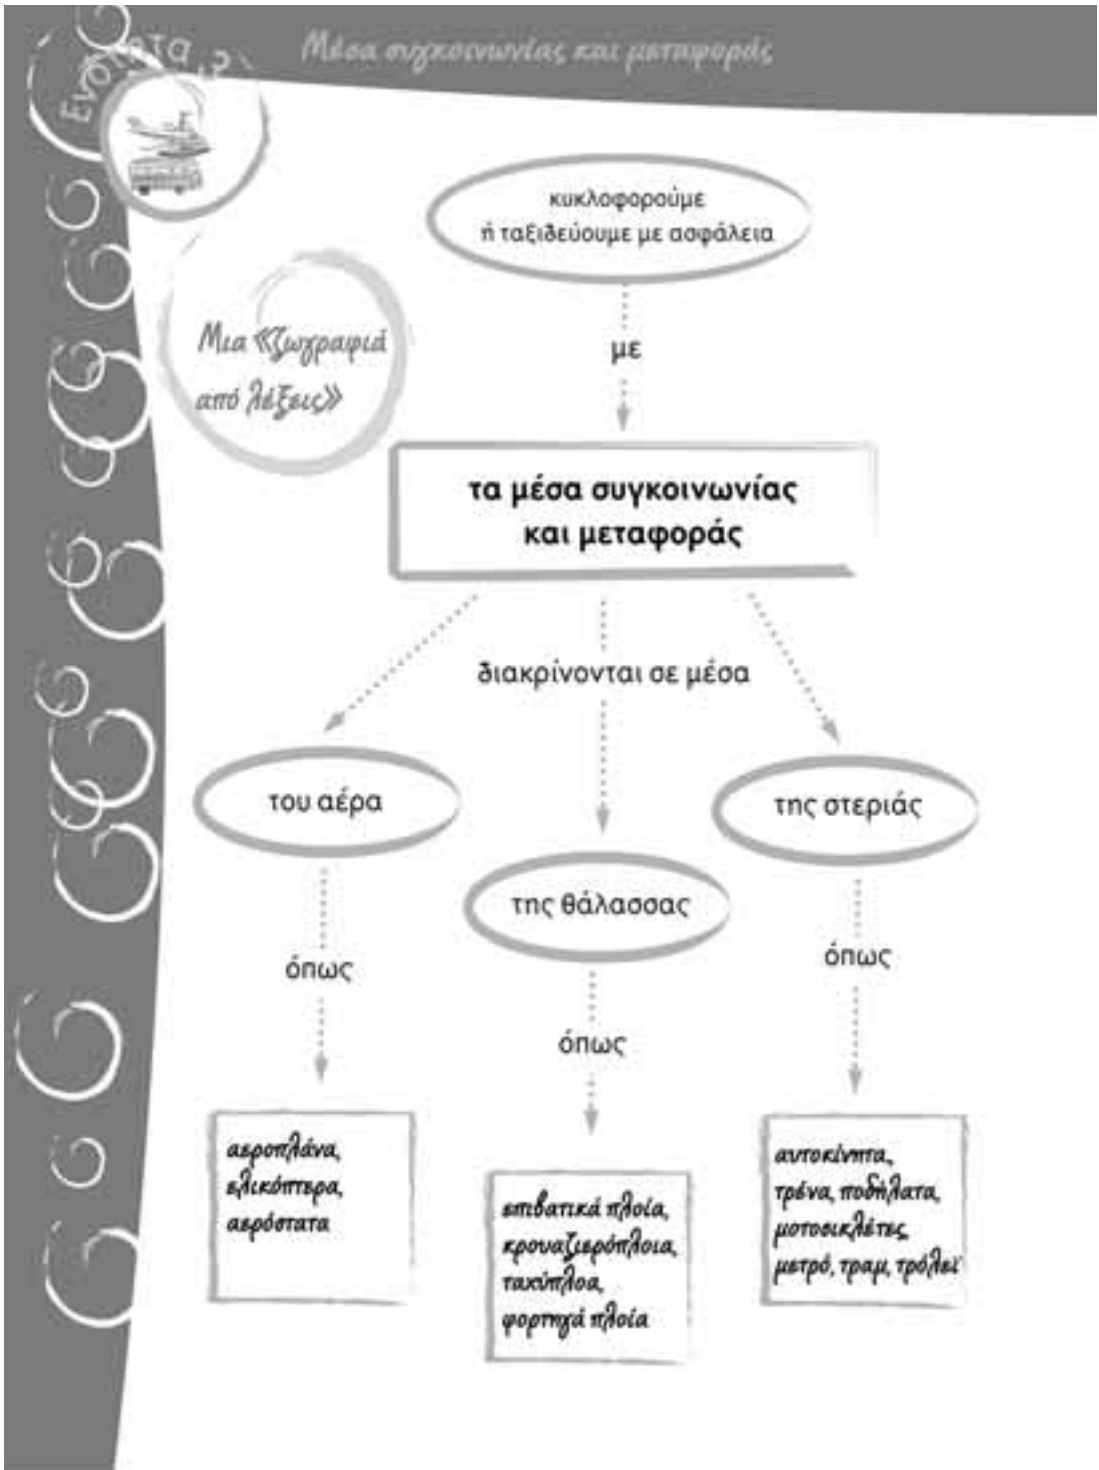 Ενότητα
Μέσα συγκοινωνίας και μεταφοράς
κυκλοφορούμε
ή ταξιδεύουμε με ασφάλεια
Μια «ζωγραφιά
από λέξεις»
με
τα μέσα συγκοινωνίας
και μεταφοράς
διακρίνονται σε μέσα
του αέρα
της θάλασσας
της στεριάς
όπως
όπως
όπως
αεροπλάνα,
ελικόπτερα,
αερόστατα
επιβατικά πλοία,
κρουαζιερόπλοια,
ταχύπλοα,
φορτηγά πλοία
αυτοκίνητα,
τρένα, ποδήλατα,
μοτοσικλέτες,
μετρό, τραμ, τρόλεϊ